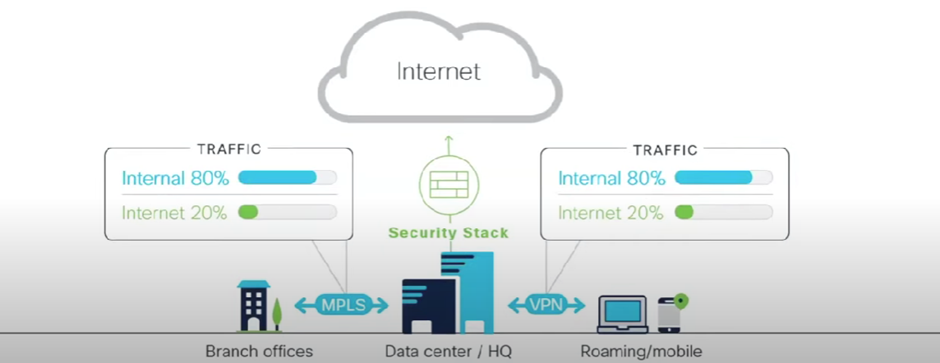 Internet
TRAFFIC
Internal 80%
Internet 20%
TRAFFIC
Internal 80%
Internet 20%
Security Stack
MPLS
VPN
Branch offices
Data center / HQ
Roaming/mobile